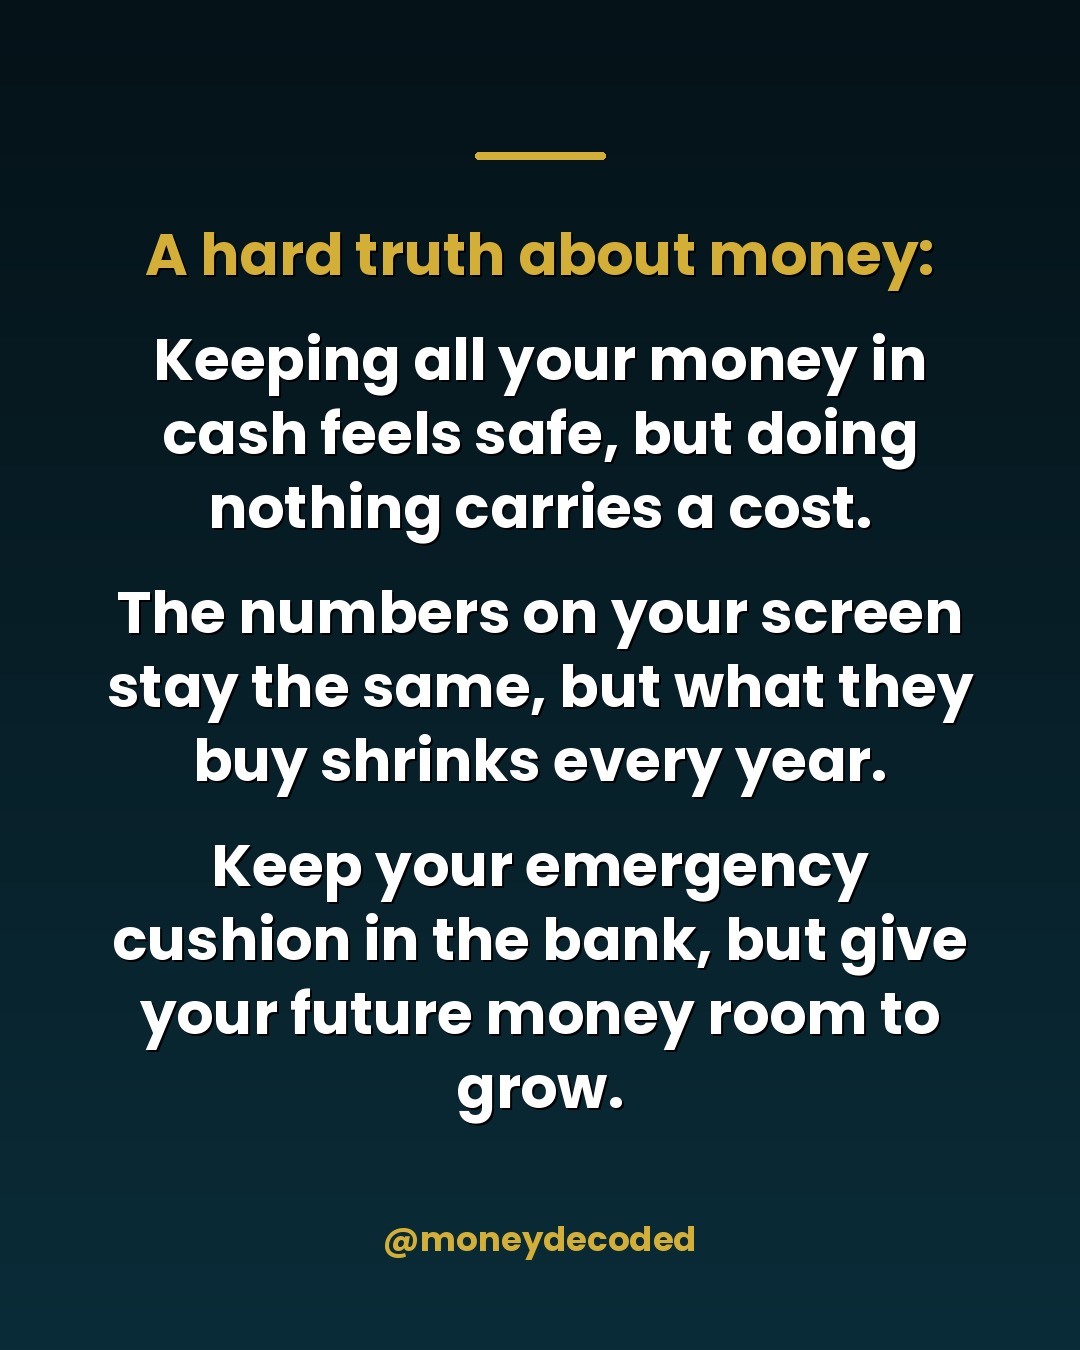 A hard truth about money:
Keeping all your money in
cash feels safe, but doing
nothing carries a cost.
The numbers on your screen
stay the same, but what they
buy shrinks every year.
Keep your emergency
cushion in the bank, but give
your future money room to
grow.
@moneydecoded